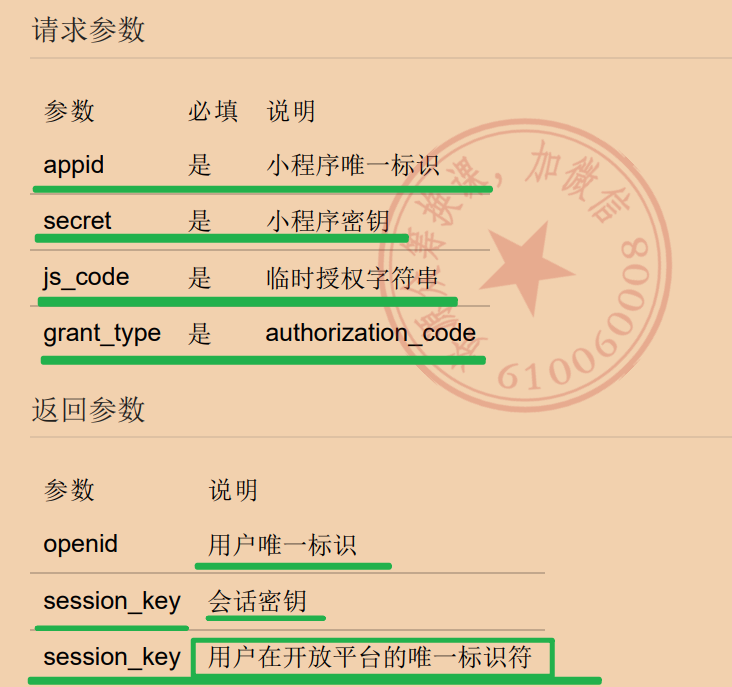 请求参数
参数 必填 说明
appid 是 小程序唯一标识
secret 是 小程序密钥
js_code 是 临时授权字符串
grant_type 是 authorization_code
返回参数
参数 说明
openid 用户唯一标识
session_key 会话密钥
session_key 用户在开放平台的唯一标识符
换课，加微信
610060008